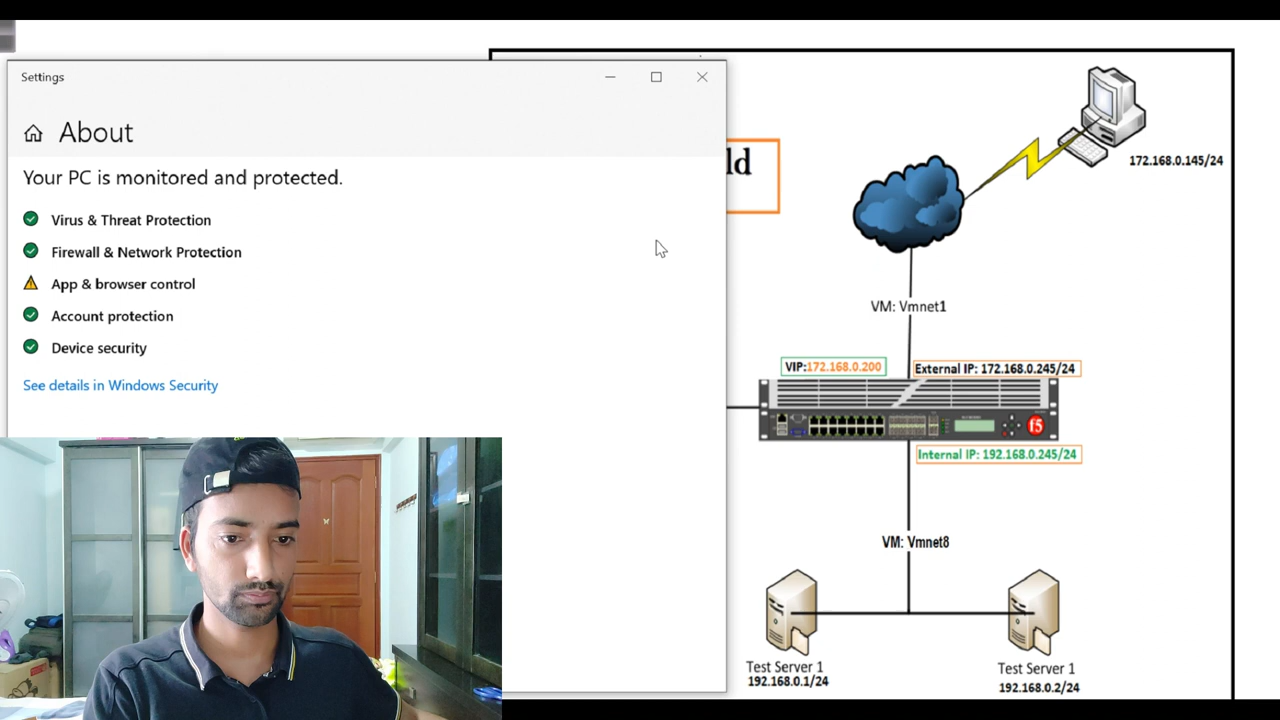 Settings
About
Your PC is monitored and protected.
Virus & Threat Protection
Firewall & Network Protection
App & browser control
Account protection
Device security
See details in Windows Security
ld
172.168.0.145/24
VM: Vmnet1
VIP:172.168.0.200
External IP: 172.168.0.245/24
f5
Internal IP: 192.168.0.245/24
VM: Vmnet8
Test Server 1
192.168.0.1/24
Test Server 1
192.168.0.2/24